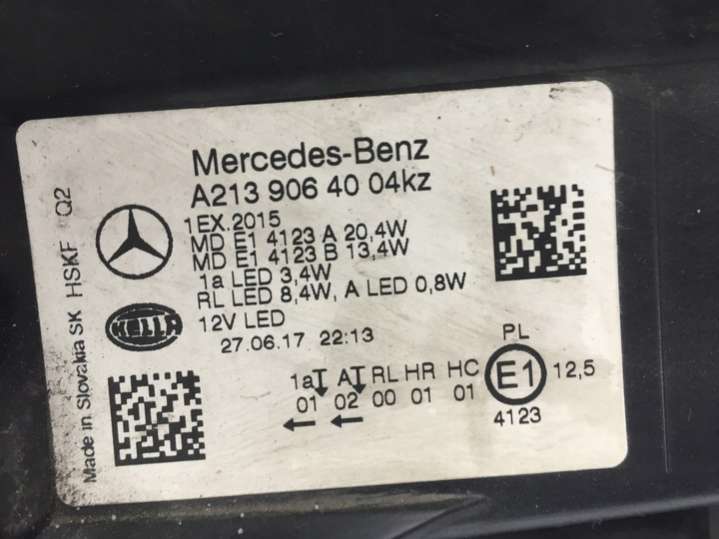 Mercedes-Benz
A213 906 40 04kz
1EX.2015
MD E1 4123 A 20,4W
MD E1 4123 B 13,4W
1a LED 3,4W
RL LED 8,4W, A LED 0,8W
12V LED
27.06.17 22:13
HELLA
Made in Slovakia SK HSKF Q2
1a A RL HR HC
01 02 00 01 01
PL
E1 12,5
4123